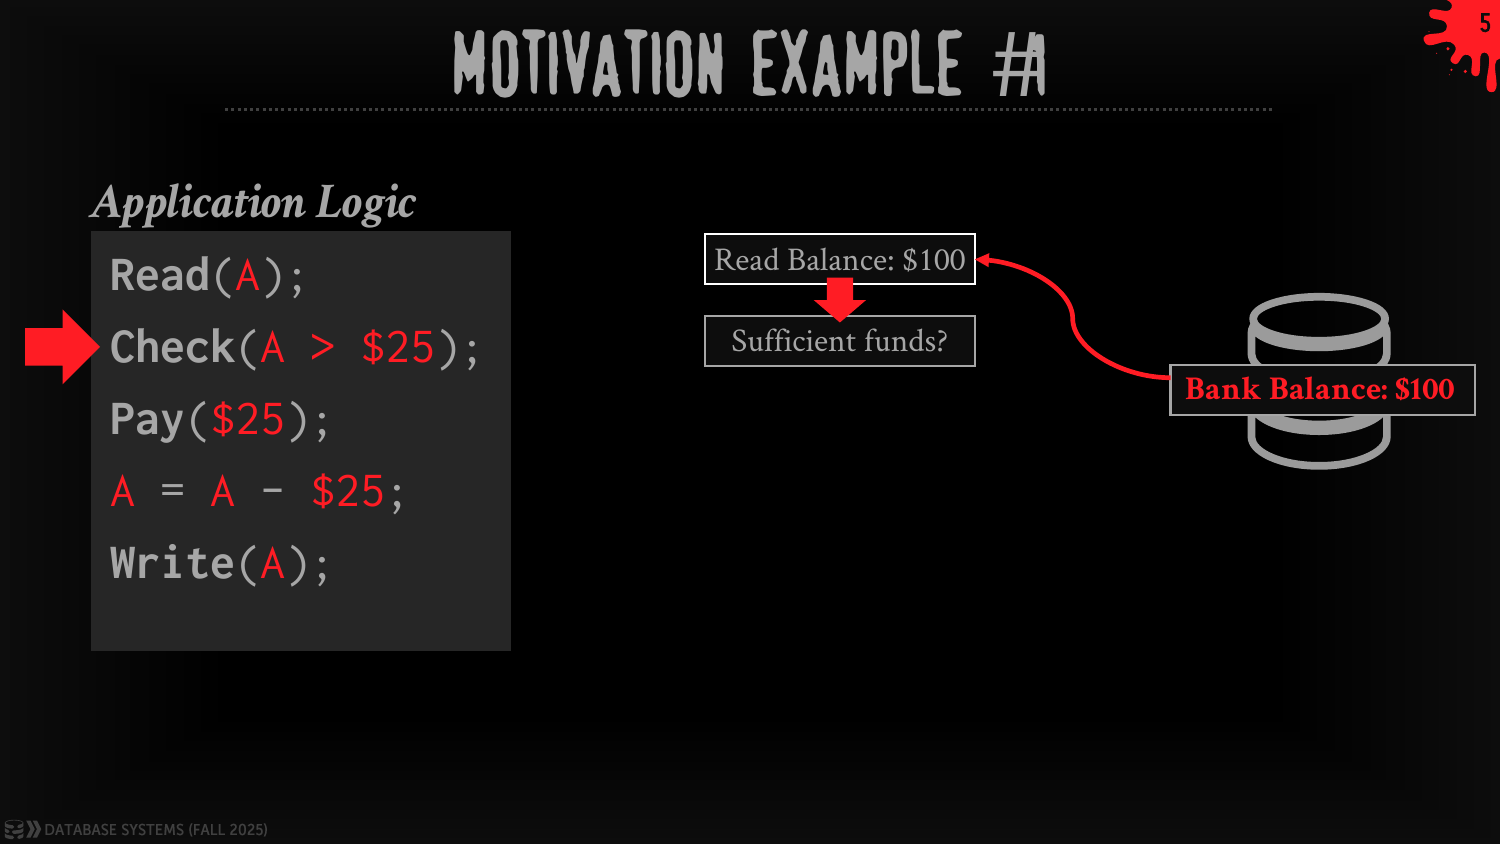 5
MOTIVATION EXAMPLE #1
Application Logic
Read(A);
Check(A > $25);
Pay($25);
A = A - $25;
Write(A);
Read Balance: $100
Sufficient funds?
Bank Balance: $100
DATABASE SYSTEMS (FALL 2025)